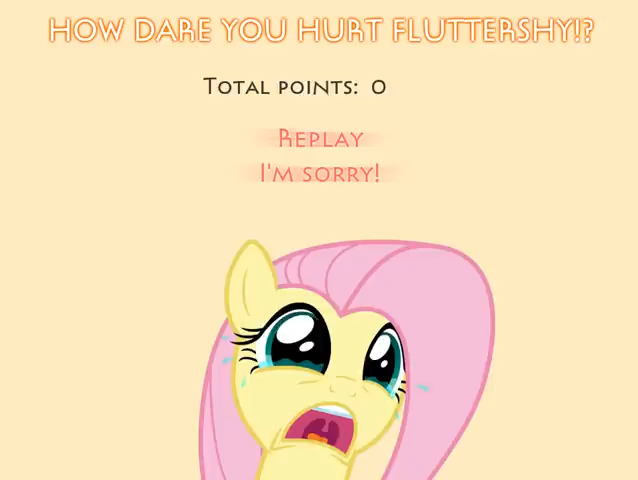 HOW DARE YOU HURT FLUTTERSHY!?
Total points: 0
Replay
I'm sorry!